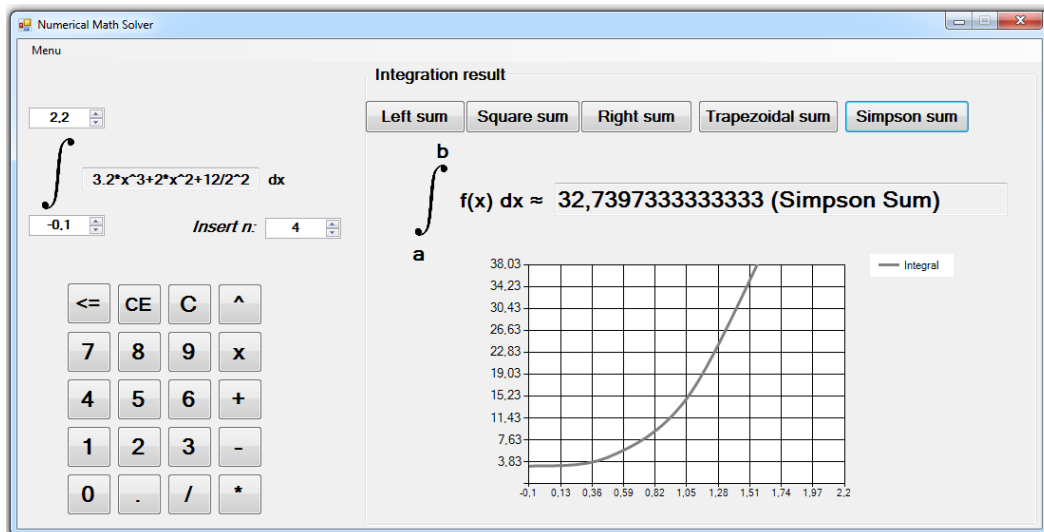 Numerical Math Solver
Menu
2,2
3.2*x^3+2*x^2+12/2^2 dx
-0,1
Insert n: 4
<= CE C ^
7 8 9 x
4 5 6 +
1 2 3 -
0 . / *
Integration result
Left sum Square sum Right sum Trapezoidal sum Simpson sum
b
f(x) dx ≈ 32,7397333333333 (Simpson Sum)
a
38,03
34,23
30,43
26,63
22,83
19,03
15,23
11,43
7,63
3,83
-0,1 0,13 0,36 0,59 0,82 1,05 1,28 1,51 1,74 1,97 2,2
Integral